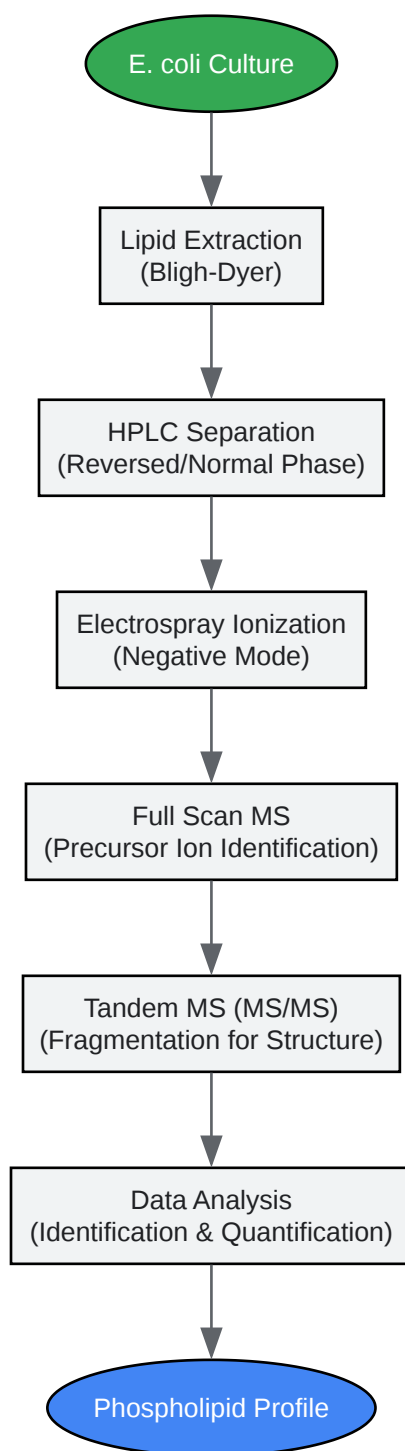 E. coli Culture
Lipid Extraction
(Bligh-Dyer)
HPLC Separation
(Reversed/Normal Phase)
Electrospray Ionization
(Negative Mode)
Full Scan MS
(Precursor Ion Identification)
Tandem MS (MS/MS)
(Fragmentation for Structure)
Data Analysis
(Identification & Quantification)
Phospholipid Profile